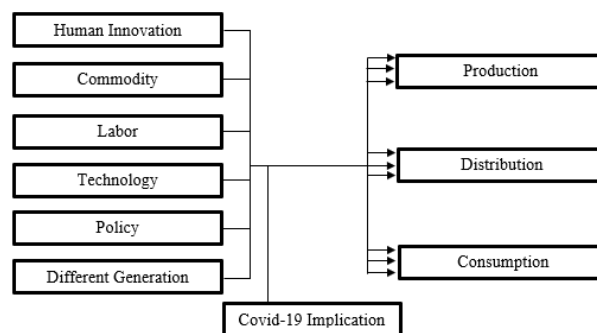 Human Innovation
Commodity
Labor
Technology
Policy
Different Generation
Covid-19 Implication
Production
Distribution
Consumption